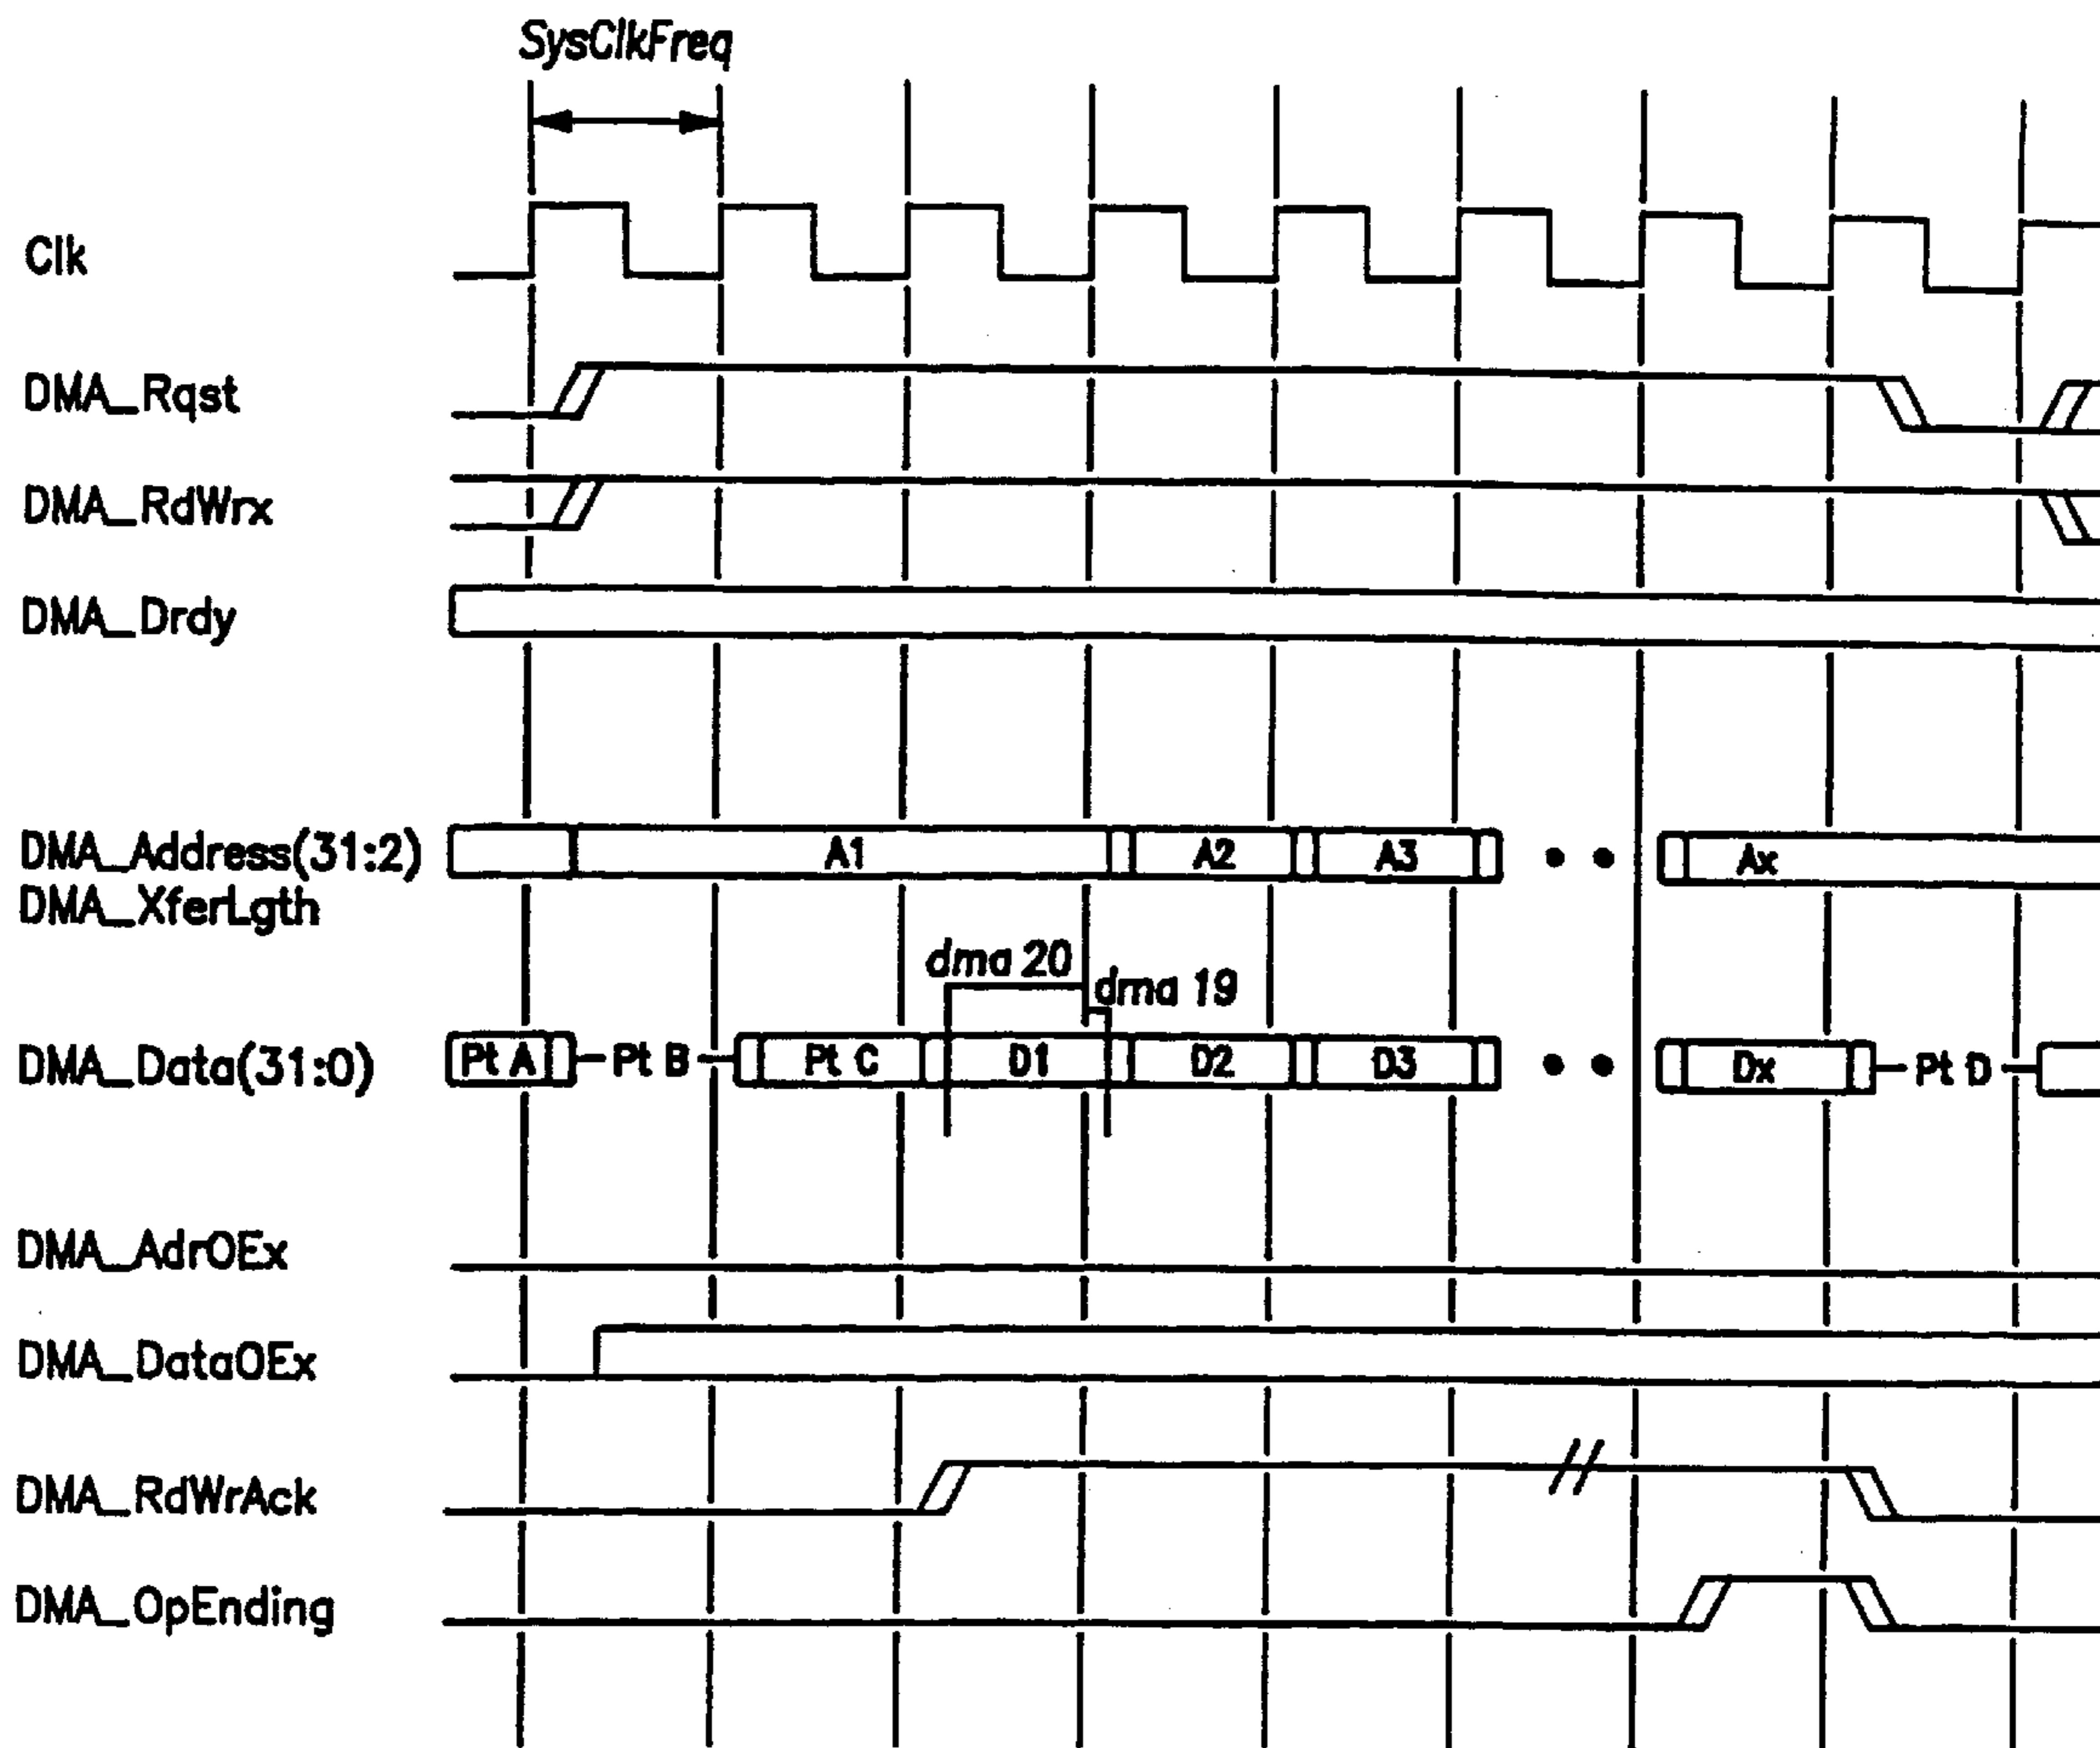 SysClkFreq
Clk
DMA_Rqst
DMA_RdWrx
DMA_Drdy
DMA_Address(31:2) A1 A2 A3 Ax
DMA_XferLgth
dma 20 dma 19
DMA_Data(31:0) Pt A Pt B Pt C D1 D2 D3 Dx Pt D
DMA_AdrOEx
DMA_DataOEx
DMA_RdWrAck
DMA_OpEnding